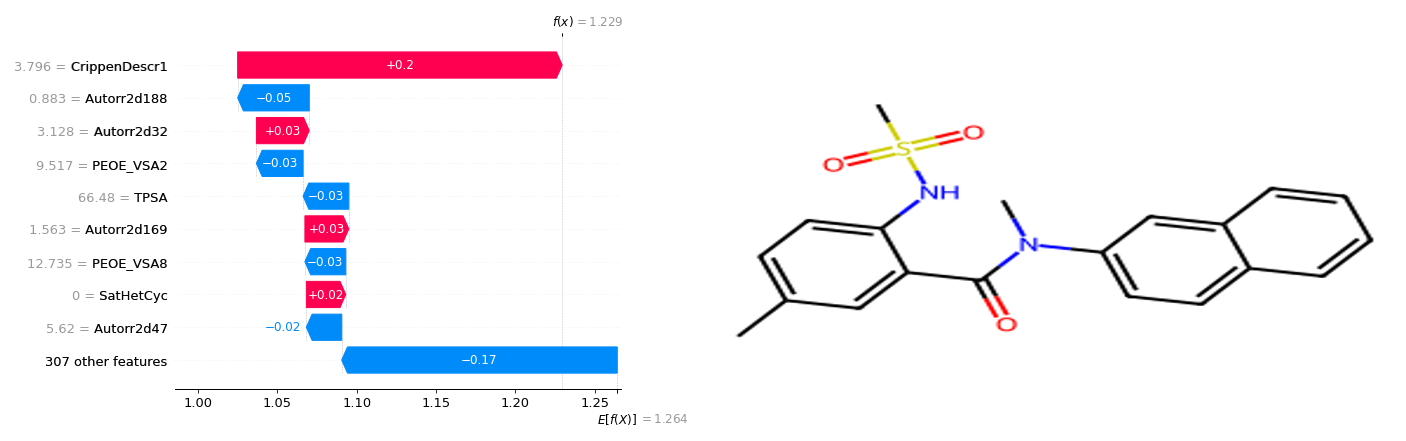 f(x) = 1.229
3.796 = CrippenDescr1
+0.2
0.883 = Autorr2d188
−0.05
3.128 = Autorr2d32
+0.03
9.517 = PEOE_VSA2
−0.03
66.48 = TPSA
−0.03
1.563 = Autorr2d169
+0.03
12.735 = PEOE_VSA8
−0.03
0 = SatHetCyc
+0.02
5.62 = Autorr2d47
−0.02
307 other features
−0.17
1.00 1.05 1.10 1.15 1.20 1.25
E[f(X)] = 1.264
O
S
O
NH
N
O